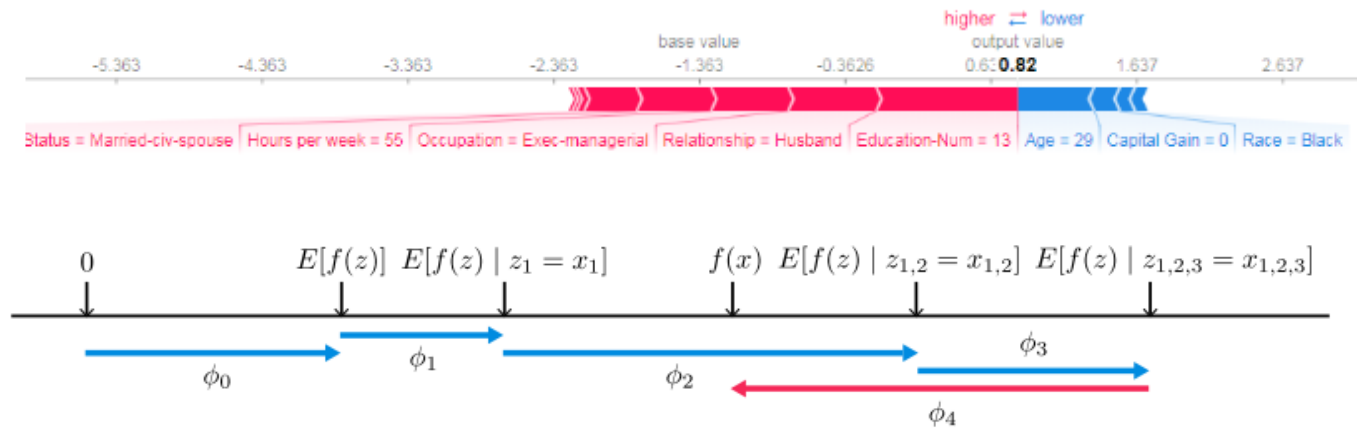 higher ⇄ lower
base value output value
-5.363 -4.363 -3.363 -2.363 -1.363 -0.3626 0.63 0.82 1.637 2.637
Status = Married-civ-spouse Hours per week = 55 Occupation = Exec-managerial Relationship = Husband Education-Num = 13 Age = 29 Capital Gain = 0 Race = Black
0 E[f(z)] E[f(z) | z₁ = x₁] f(x) E[f(z) | z₁,₂ = x₁,₂] E[f(z) | z₁,₂,₃ = x₁,₂,₃]
ϕ₀ ϕ₁ ϕ₂ ϕ₃
ϕ₄